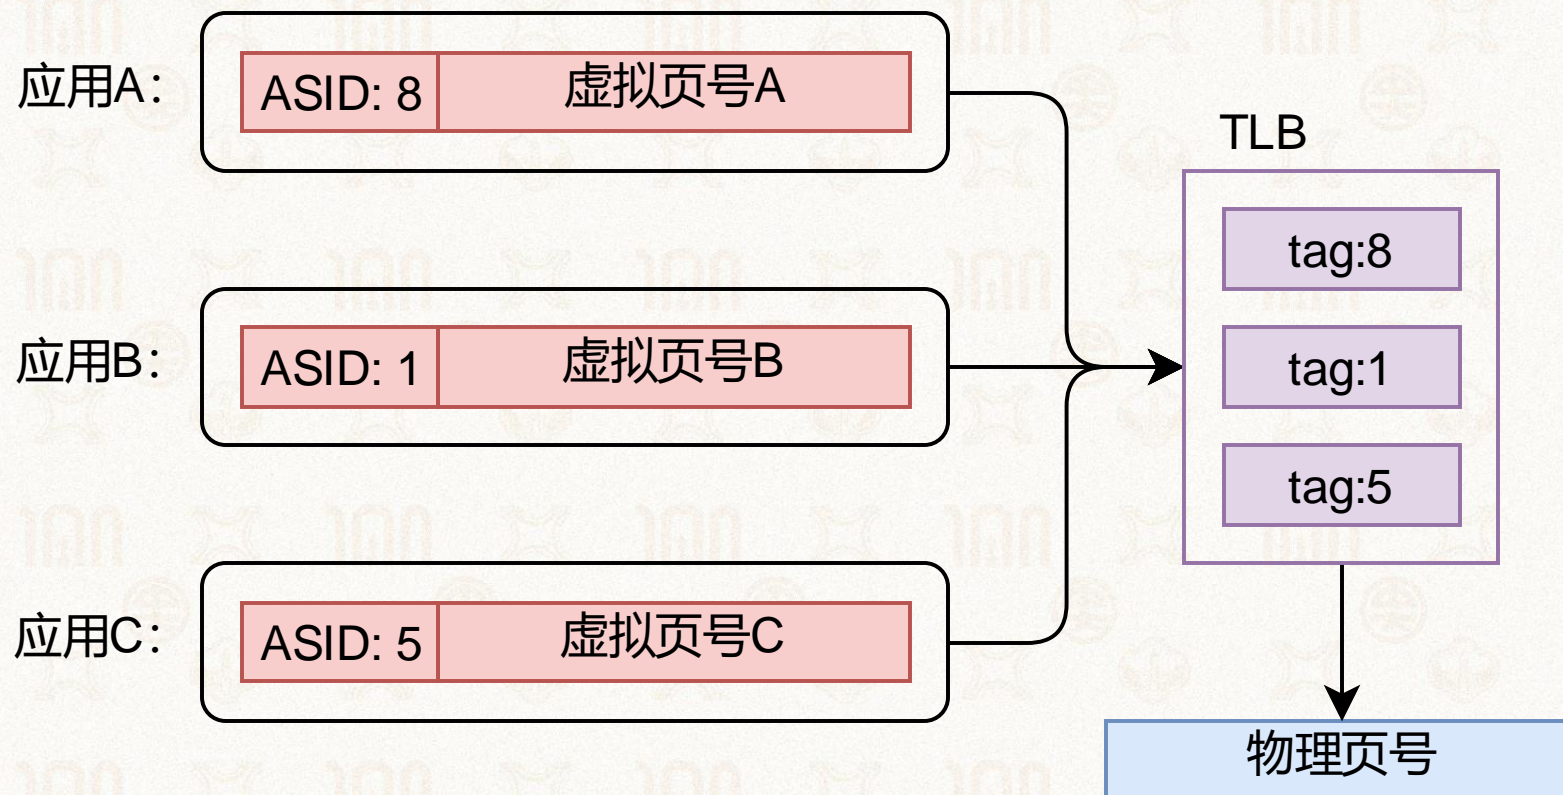 应用A：
ASID: 8
虚拟页号A
TLB
tag:8
应用B：
ASID: 1
虚拟页号B
tag:1
tag:5
应用C：
ASID: 5
虚拟页号C
物理页号